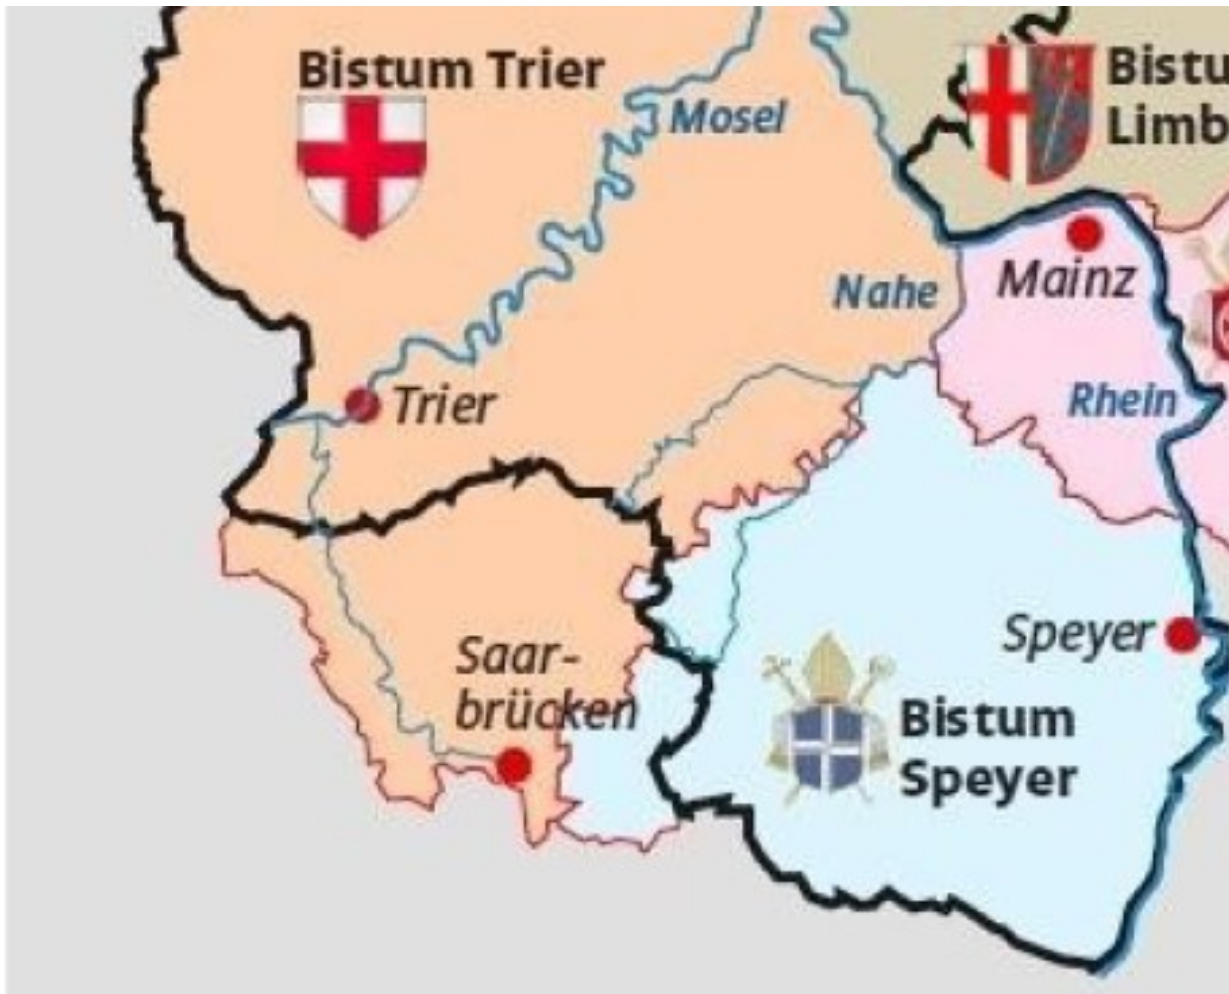 Bistum Trier
Mosel
Bistu
Limb
Nahe
Mainz
Rhein
Trier
Saar-
brücken
Speyer
Bistum
Speyer